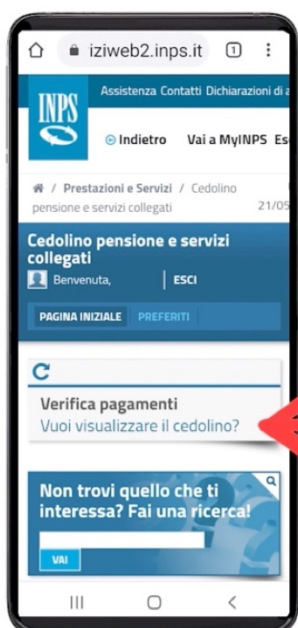 iziweb2.inps.it 1
Assistenza Contatti Dichiarazioni di
INPS
Indietro Vai a MyINPS
/ Prestazioni e Servizi / Cedolino
pensione e servizi collegati 21/05
Cedolino pensione e servizi
collegati
Benvenuta, ESCI
PAGINA INIZIALE PREFERITI
Verifica pagamenti
Vuoi visualizzare il cedolino?
Non trovi quello che ti
interessa? Fai una ricerca!
VAI